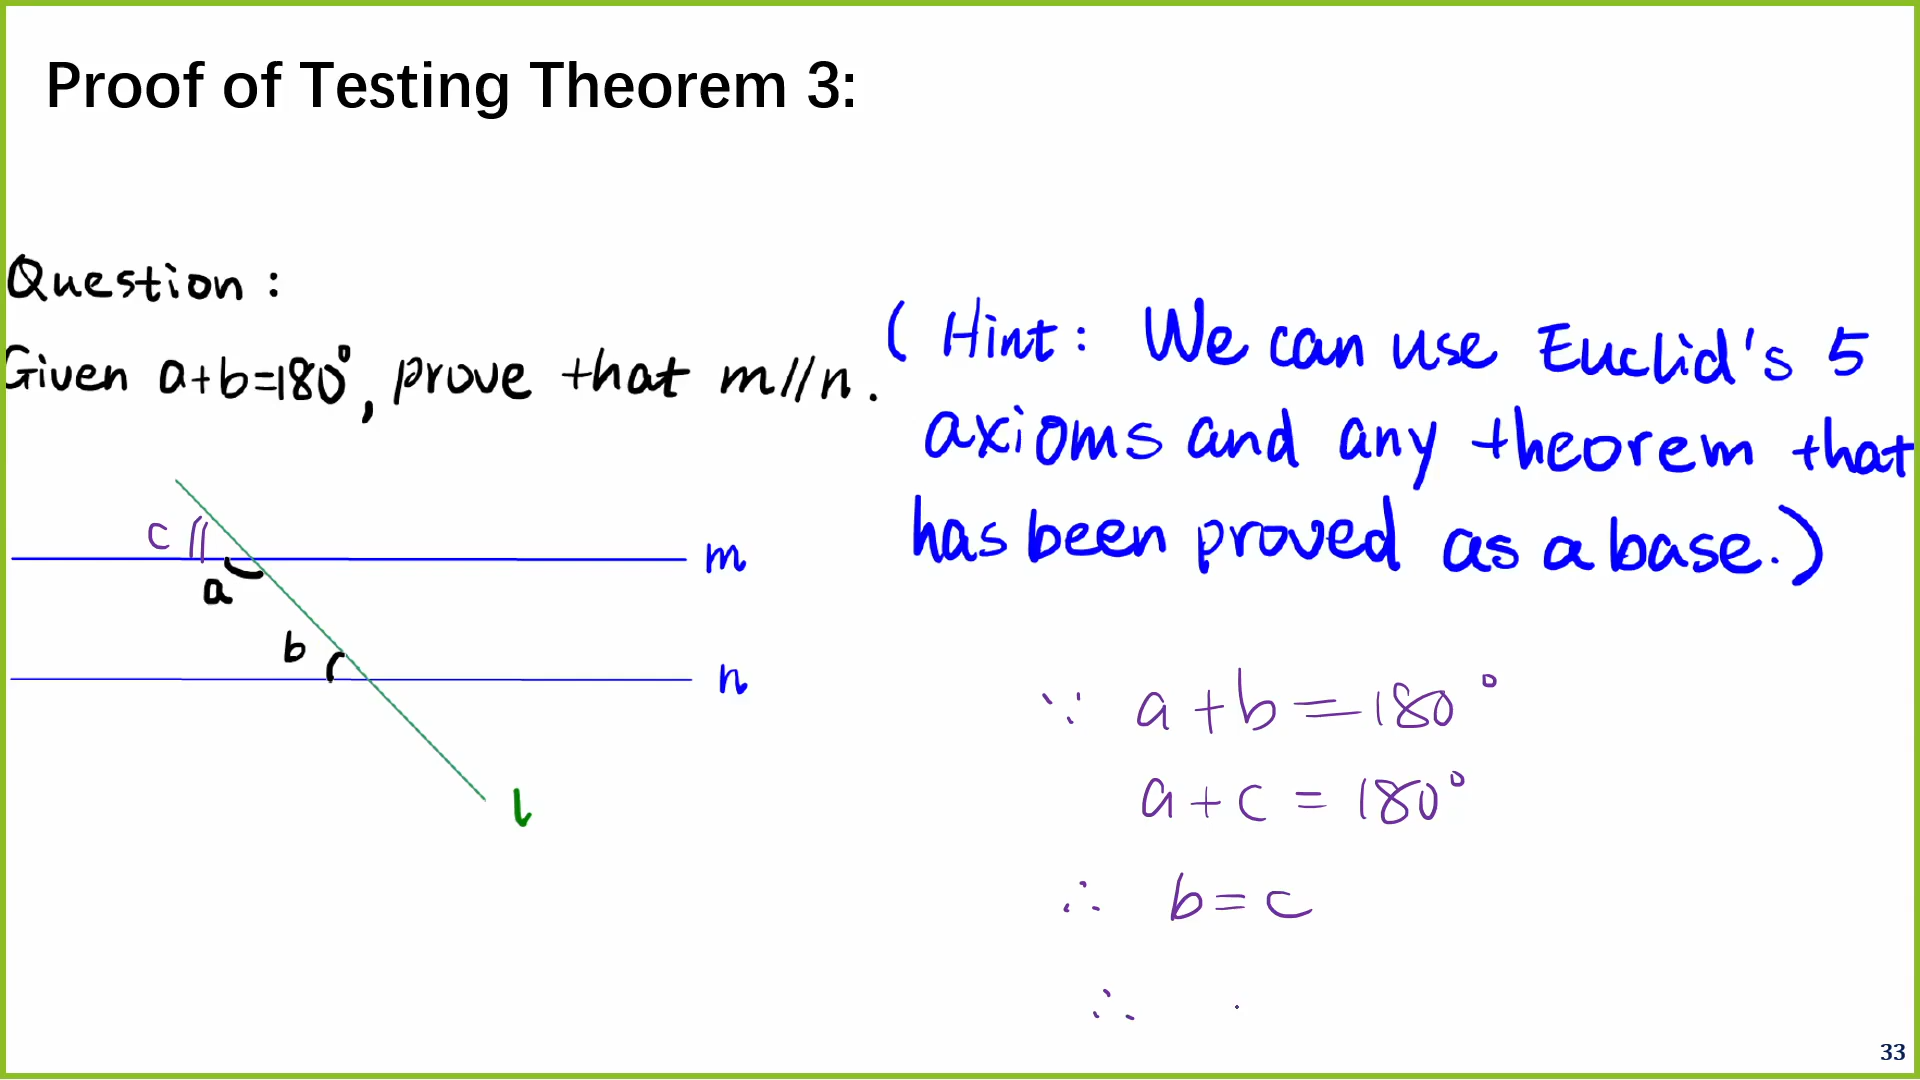 Proof of Testing Theorem 3:
Question:
Given a+b=180°, prove that m//n.
(Hint: We can use Euclid's 5
axioms and any theorem that
has been proved as a base.)
c
m
a
b
n
l
∵ a+b=180°
a+c=180°
∴ b=c
∴
33